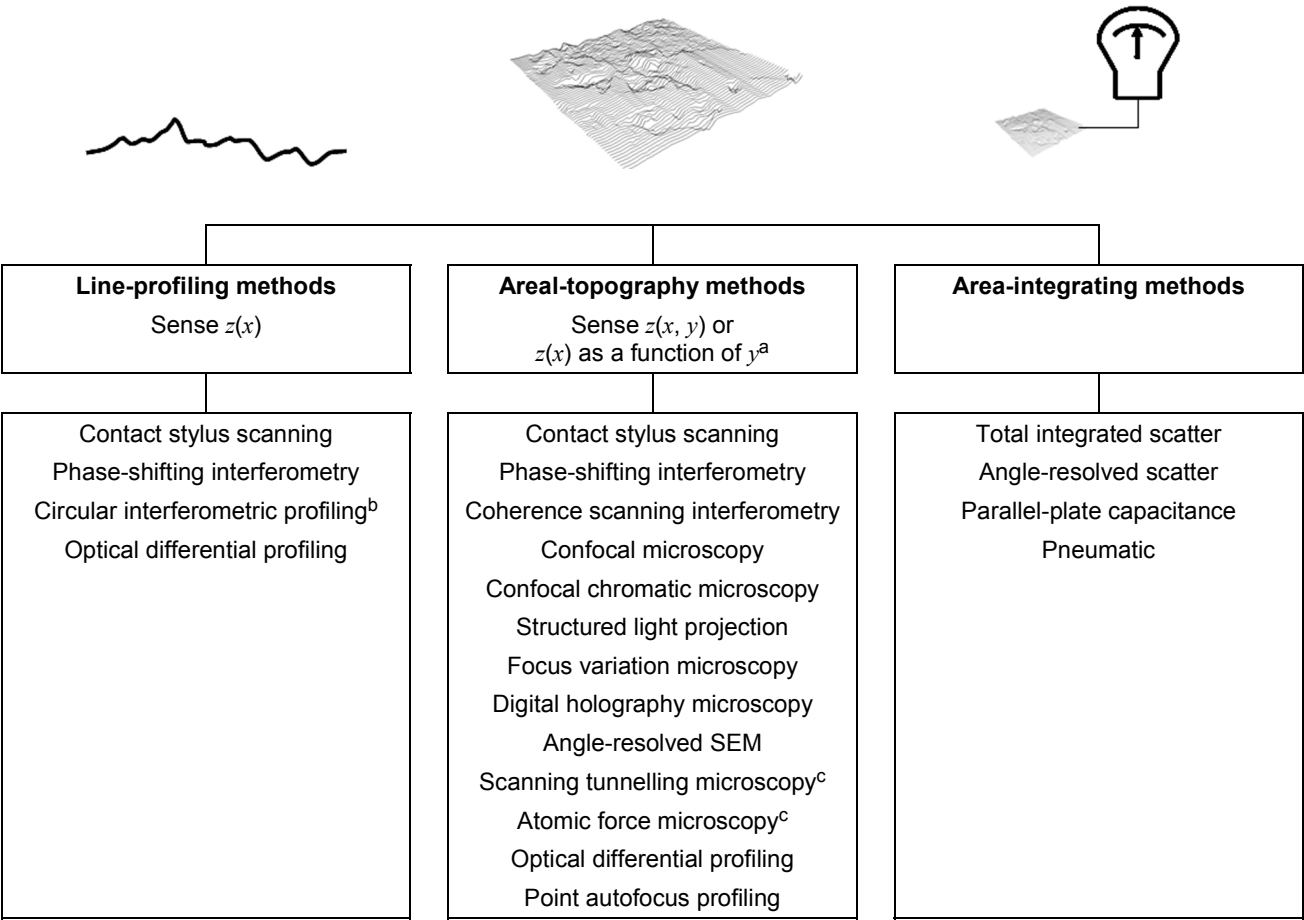 Line-profiling methods
Sense z(x)
Areal-topography methods
Sense z(x, y) or
z(x) as a function of yᵃ
Area-integrating methods
Contact stylus scanning
Phase-shifting interferometry
Circular interferometric profilingᵇ
Optical differential profiling
Contact stylus scanning
Phase-shifting interferometry
Coherence scanning interferometry
Confocal microscopy
Confocal chromatic microscopy
Structured light projection
Focus variation microscopy
Digital holography microscopy
Angle-resolved SEM
Scanning tunnelling microscopyᶜ
Atomic force microscopyᶜ
Optical differential profiling
Point autofocus profiling
Total integrated scatter
Angle-resolved scatter
Parallel-plate capacitance
Pneumatic